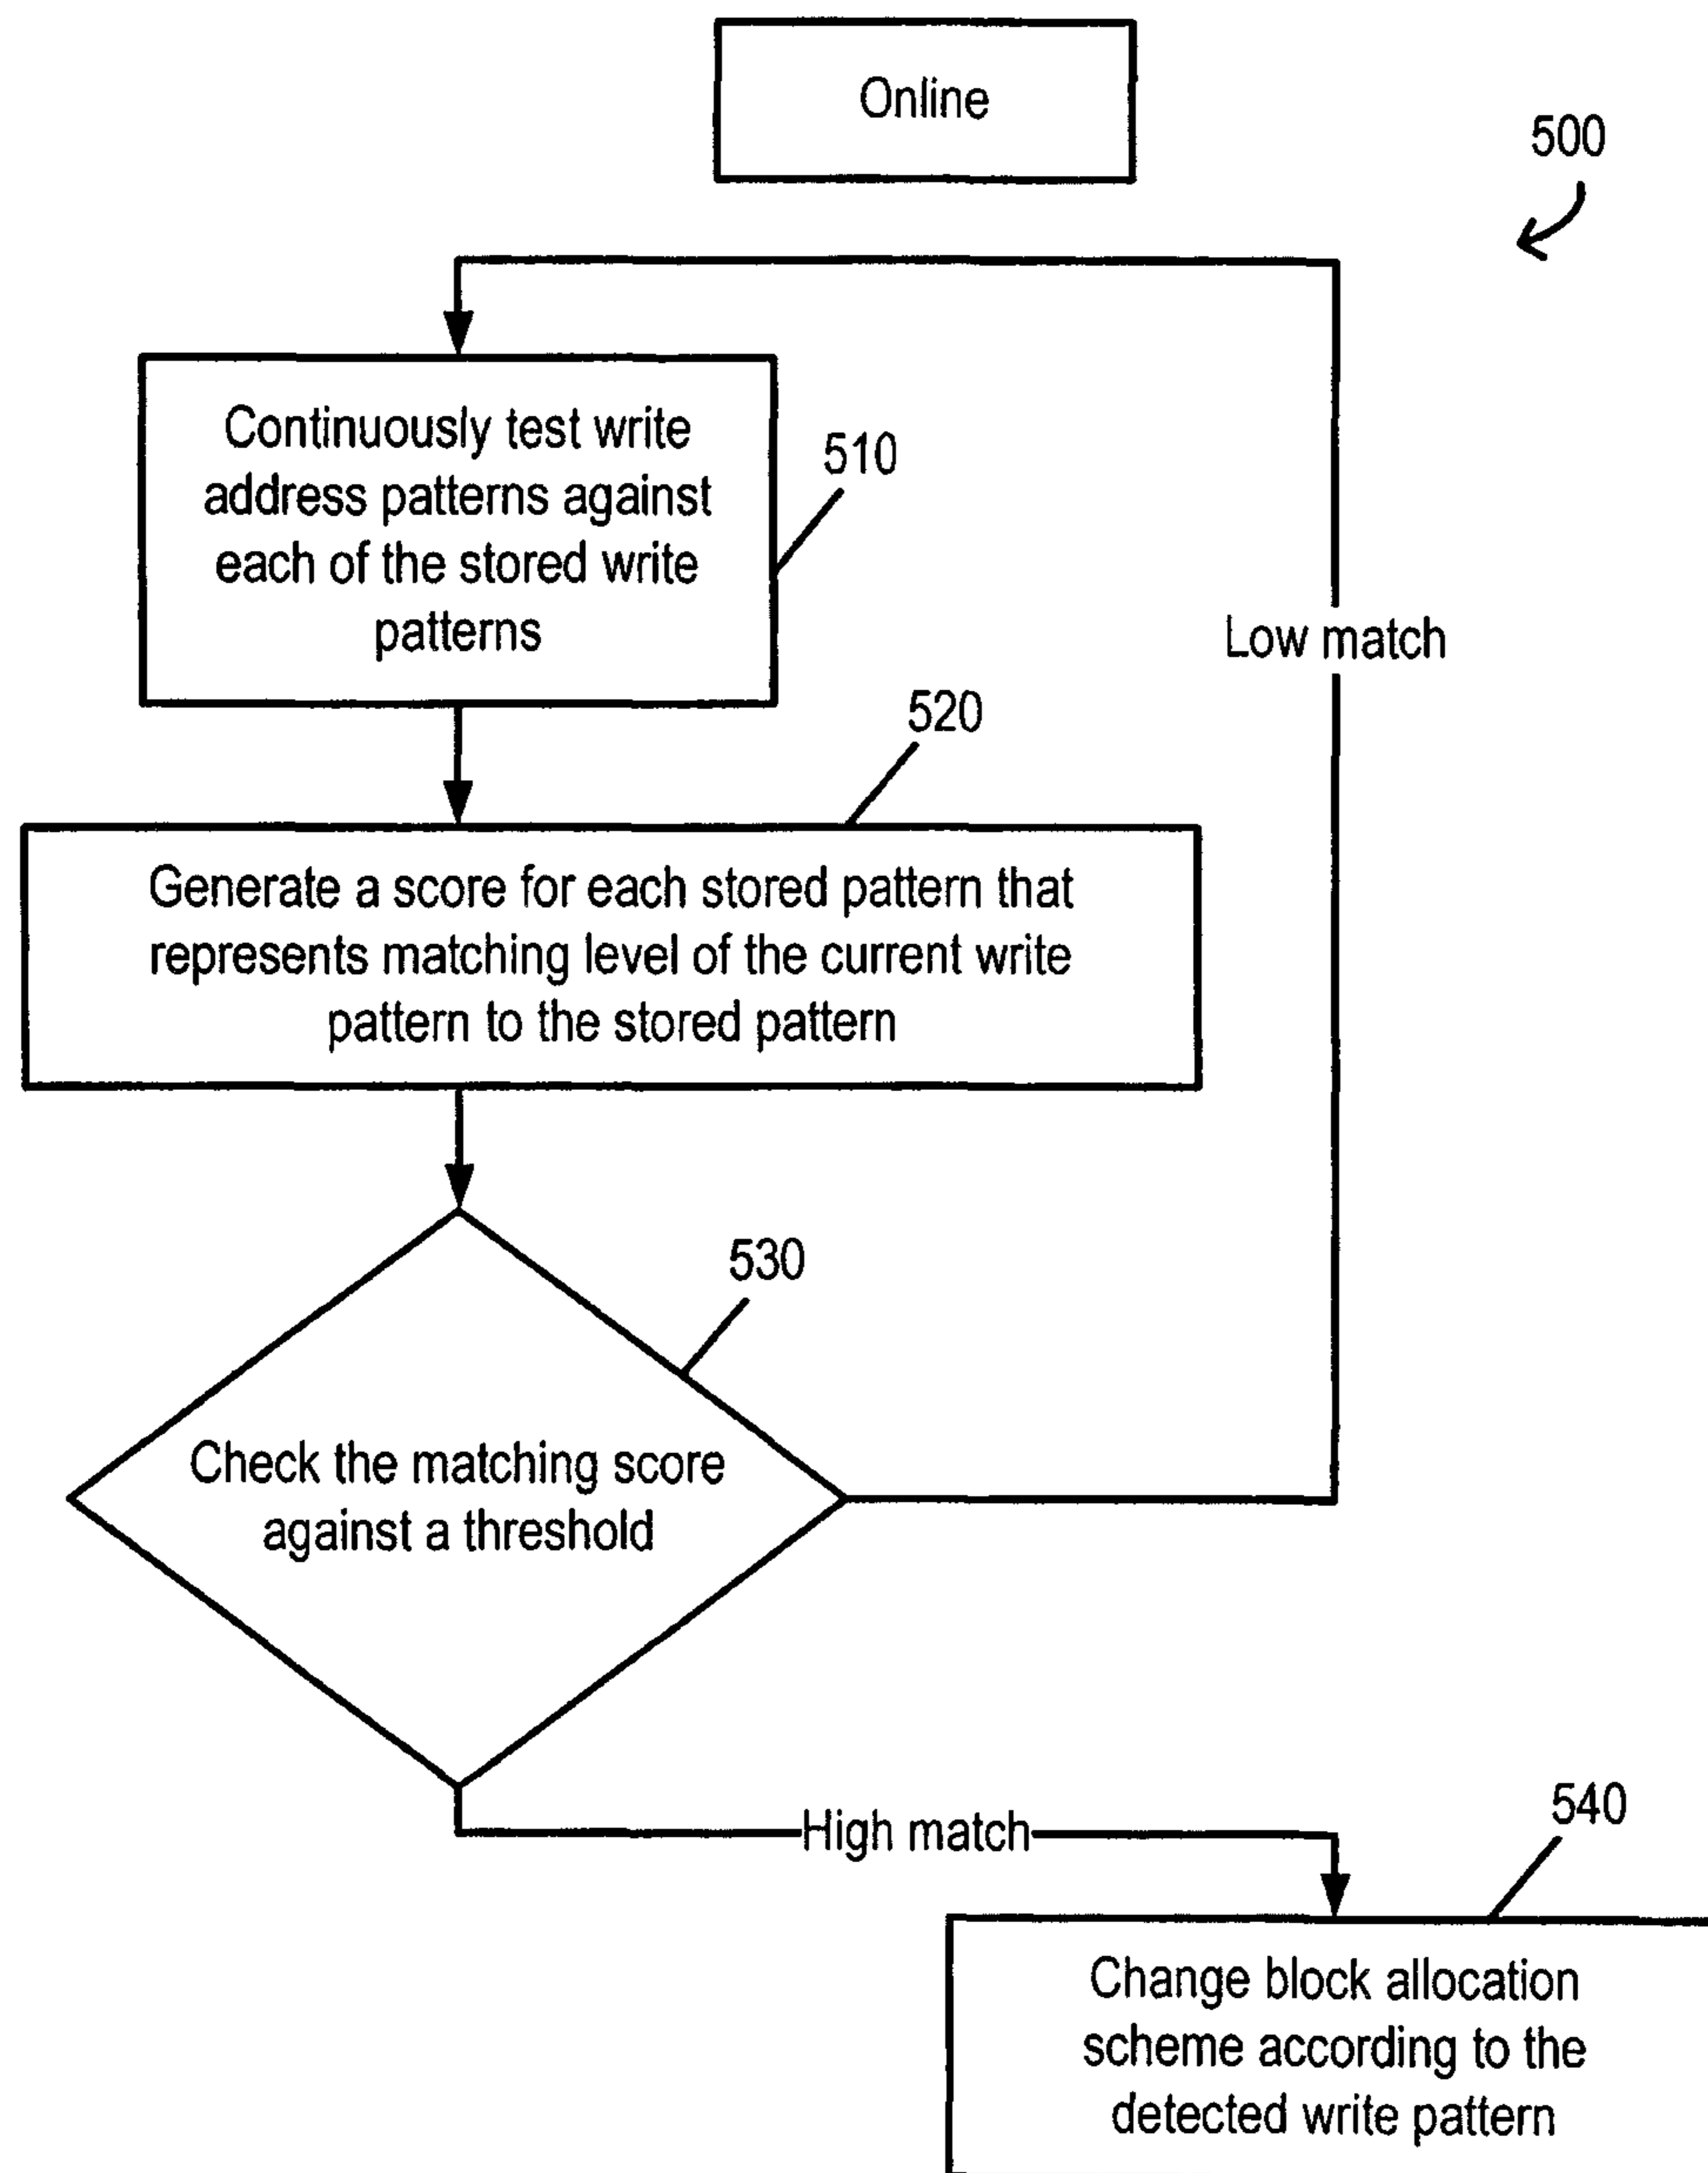 Online
500
Continuously test write
address patterns against
each of the stored write
patterns
510
Low match
520
Generate a score for each stored pattern that
represents matching level of the current write
pattern to the stored pattern
530
Check the matching score
against a threshold
High match
540
Change block allocation
scheme according to the
detected write pattern